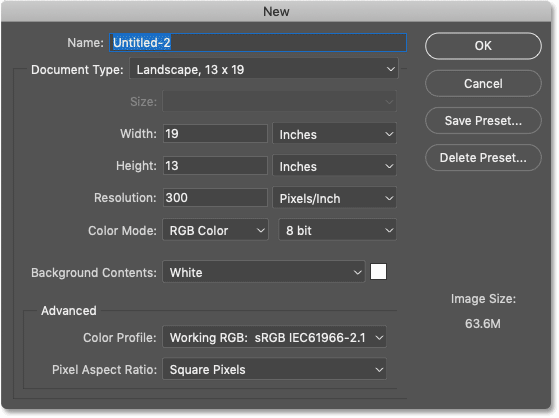 New
Name: Untitled-2
OK
Document Type: Landscape, 13 x 19
Cancel
Size:
Save Preset...
Width: 19 Inches
Delete Preset...
Height: 13 Inches
Resolution: 300 Pixels/Inch
Color Mode: RGB Color 8 bit
Background Contents: White
Image Size:
63.6M
Advanced
Color Profile: Working RGB: sRGB IEC61966-2.1
Pixel Aspect Ratio: Square Pixels